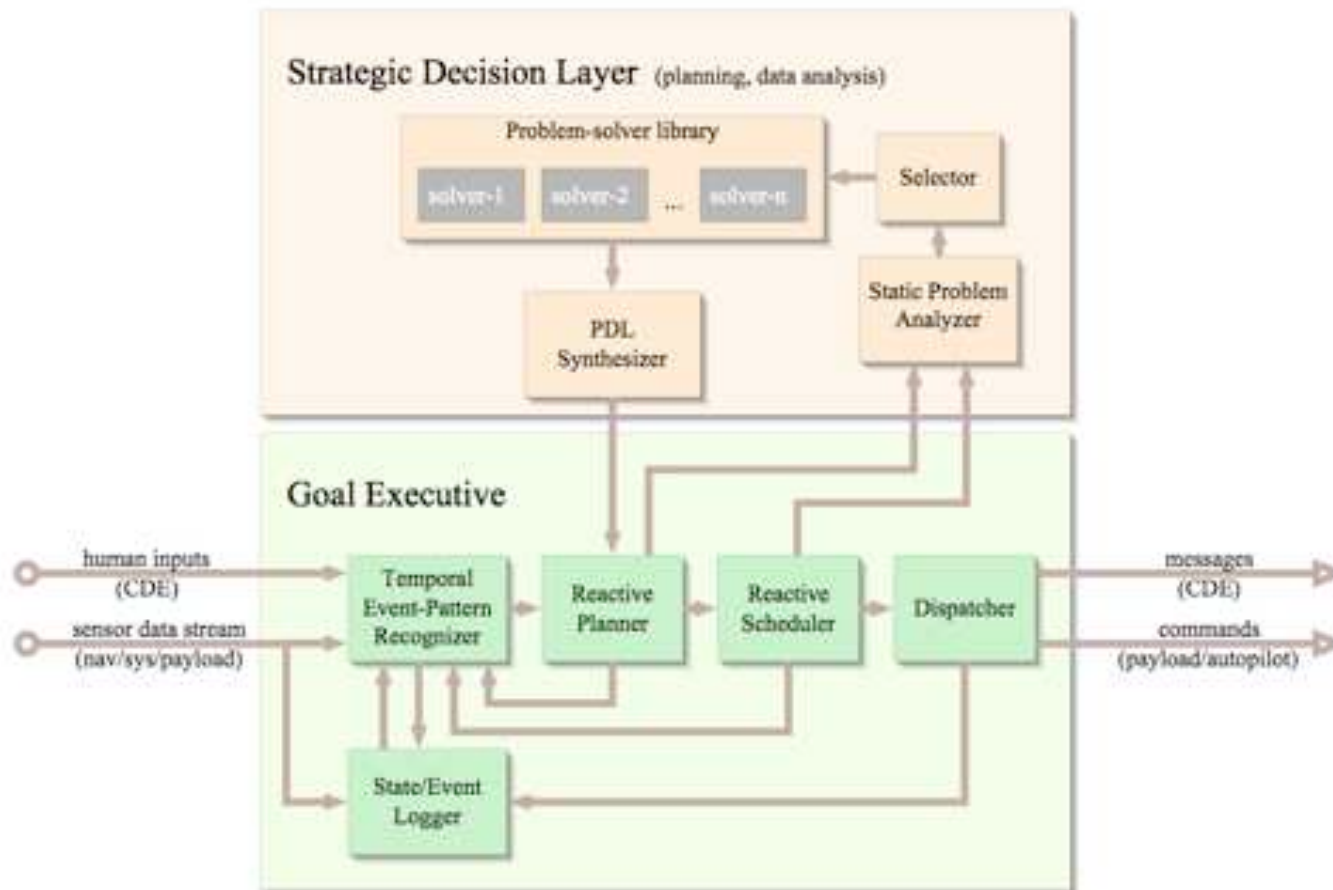 Strategic Decision Layer (planning, data analysis)
Problem-solver library
solver-1 solver-2 ... solver-n
Selector
Static Problem
Analyzer
PDL
Synthesizer
Goal Executive
human inputs
(CDE)
sensor data stream
(nav/sys/payload)
Temporal
Event-Pattern
Recognizer
Reactive
Planner
Reactive
Scheduler
Dispatcher
messages
(CDE)
commands
(payload/autopilot)
State/Event
Logger